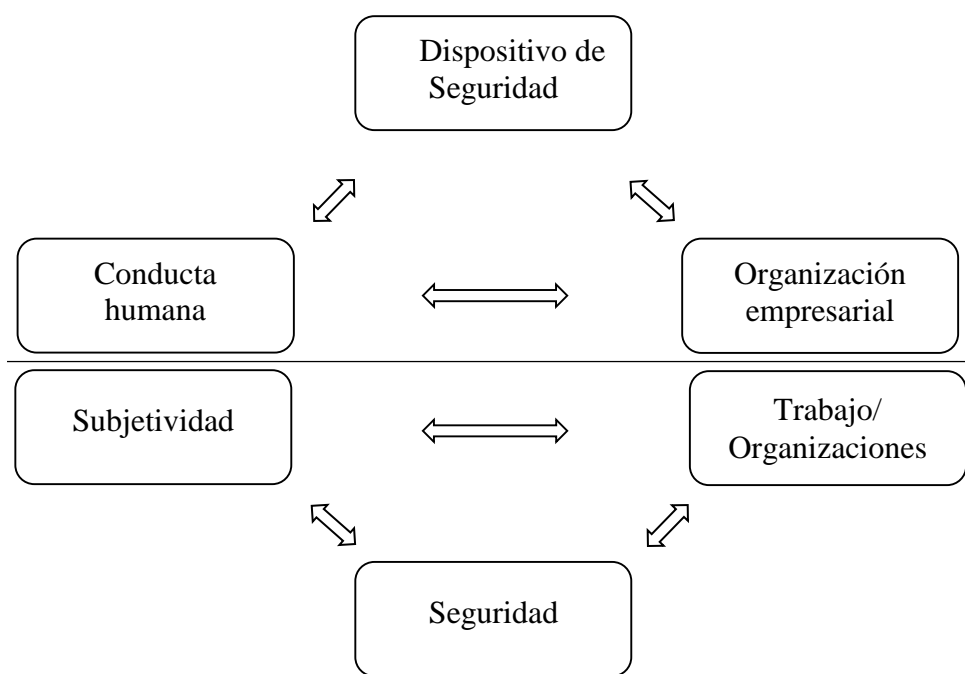 Dispositivo de
Seguridad
Conducta
humana
Organización
empresarial
Subjetividad
Trabajo/
Organizaciones
Seguridad